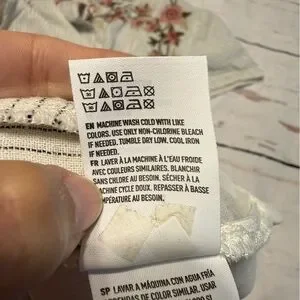 EN MACHINE WASH COLD WITH LIKE
COLORS. USE ONLY NON-CHLORINE BLEACH
IF NEEDED. TUMBLE DRY LOW. COOL IRON
IF NEEDED.
FR LAVER À LA MACHINE À L'EAU FROIDE
AVEC COULEURS SIMILAIRES. BLANCHIR
SANS CHLORE AU BESOIN. SÉCHER À LA
MACHINE CYCLE DOUX. REPASSER À BASSE
TEMPÉRATURE AU BESOIN.
SP LAVAR A MÁQUINA CON AGUA FRÍA
PRENDAS DE COLOR SIMILAR. USAR